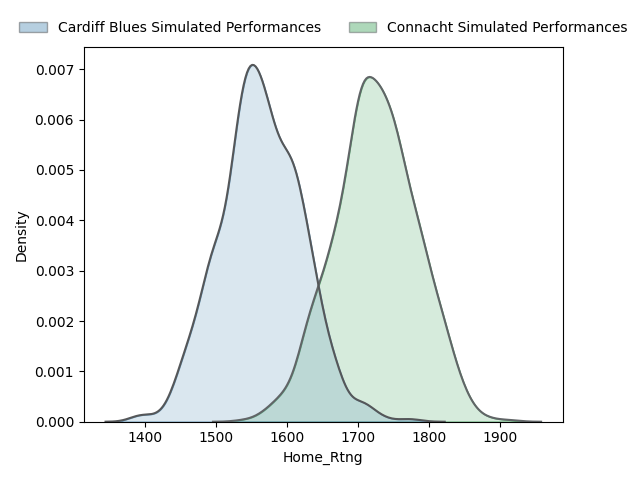 Cardiff Blues Simulated Performances Connacht Simulated Performances
0.007
0.006
0.005
0.004
0.003
0.002
0.001
0.000
Density
1400 1500 1600 1700 1800 1900
Home_Rtng